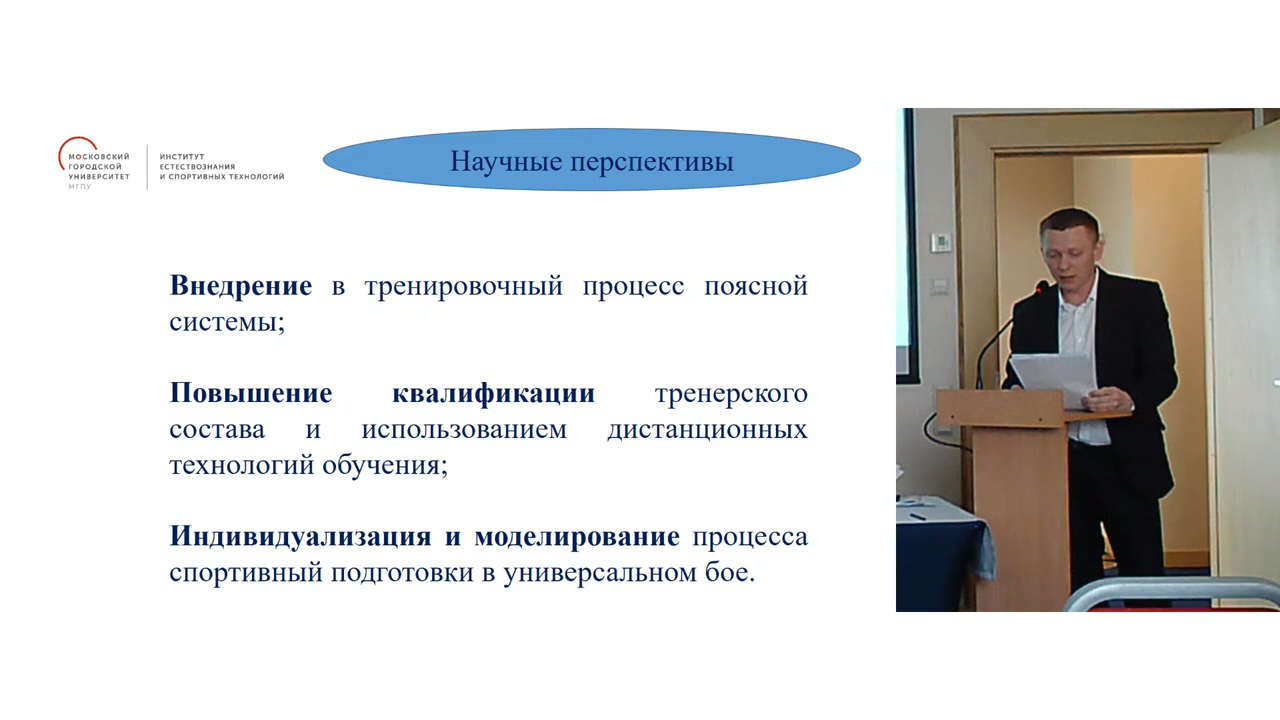 МОСКОВСКИЙ
ГОРОДСКОЙ
УНИВЕРСИТЕТ
МГПУ
ИНСТИТУТ
ЕСТЕСТВОЗНАНИЯ
И СПОРТИВНЫХ ТЕХНОЛОГИЙ
Научные перспективы
Внедрение в тренировочный процесс поясной
системы;
Повышение квалификации тренерского
состава и использованием дистанционных
технологий обучения;
Индивидуализация и моделирование процесса
спортивный подготовки в универсальном бое.